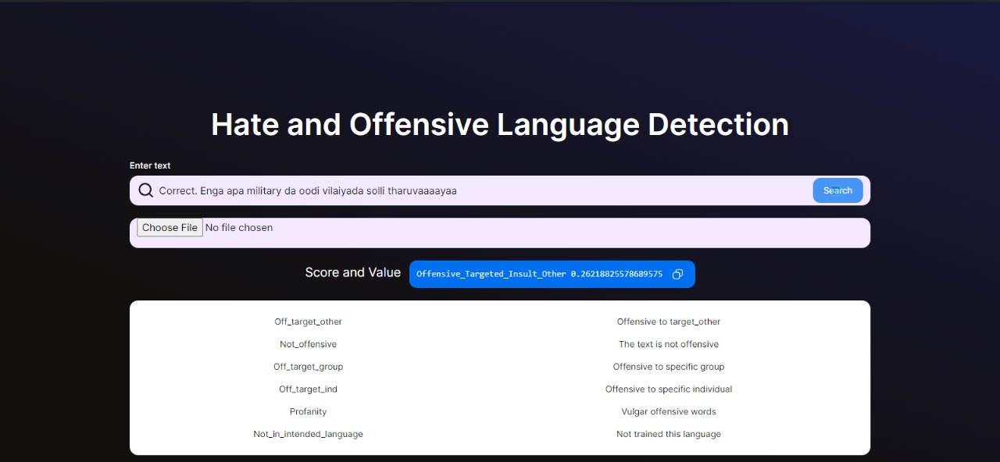 Hate and Offensive Language Detection
Enter text
Correct. Enga apa military da oodi vilaiyada solli tharuvaaaayaa
Search
Choose File No file chosen
Score and Value Offensive_Targeted_Insult_Other 0.26218825578689575
Off_target_other Offensive to target_other
Not_offensive The text is not offensive
Off_target_group Offensive to specific group
Off_target_ind Offensive to specific individual
Profanity Vulgar offensive words
Not_in_intended_language Not trained this language